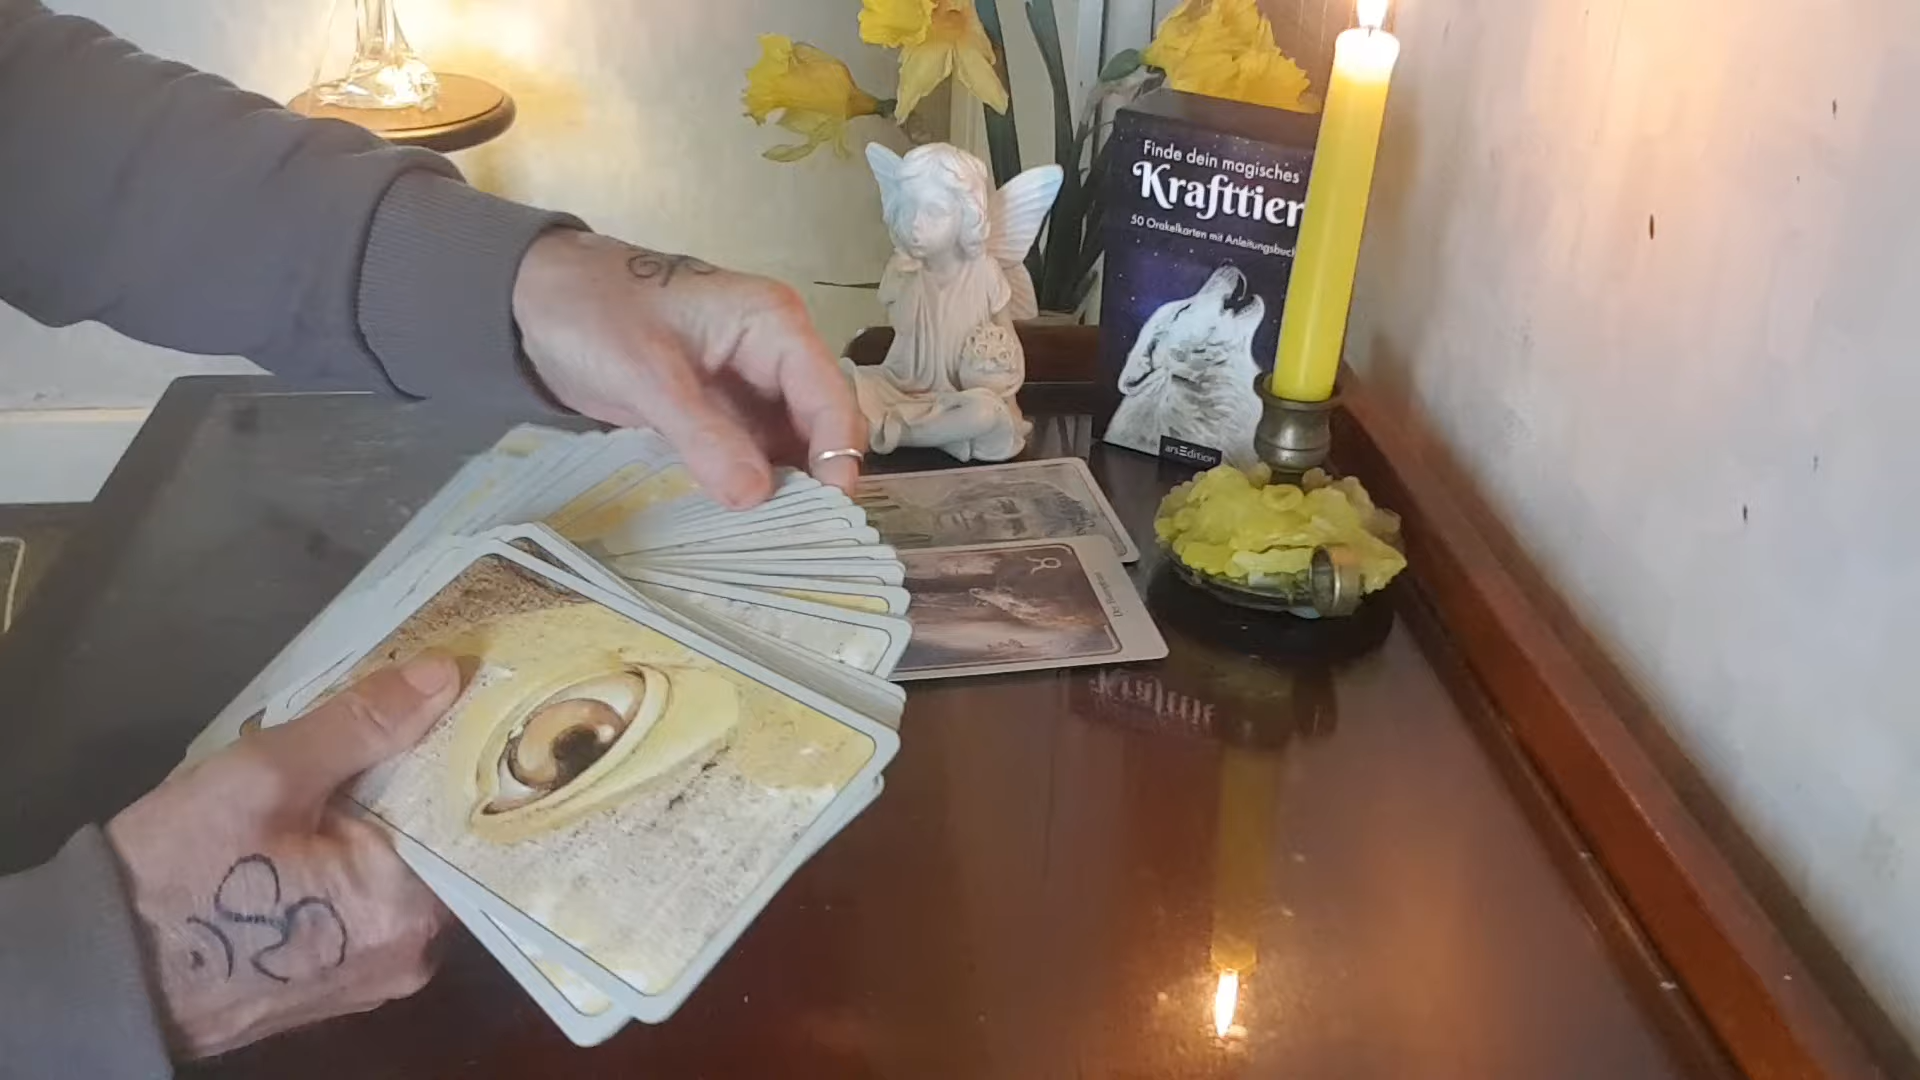 Finde dein magisches
Krafttier
50 Orakelkarten mit Anleitungsbuch
arsEdition